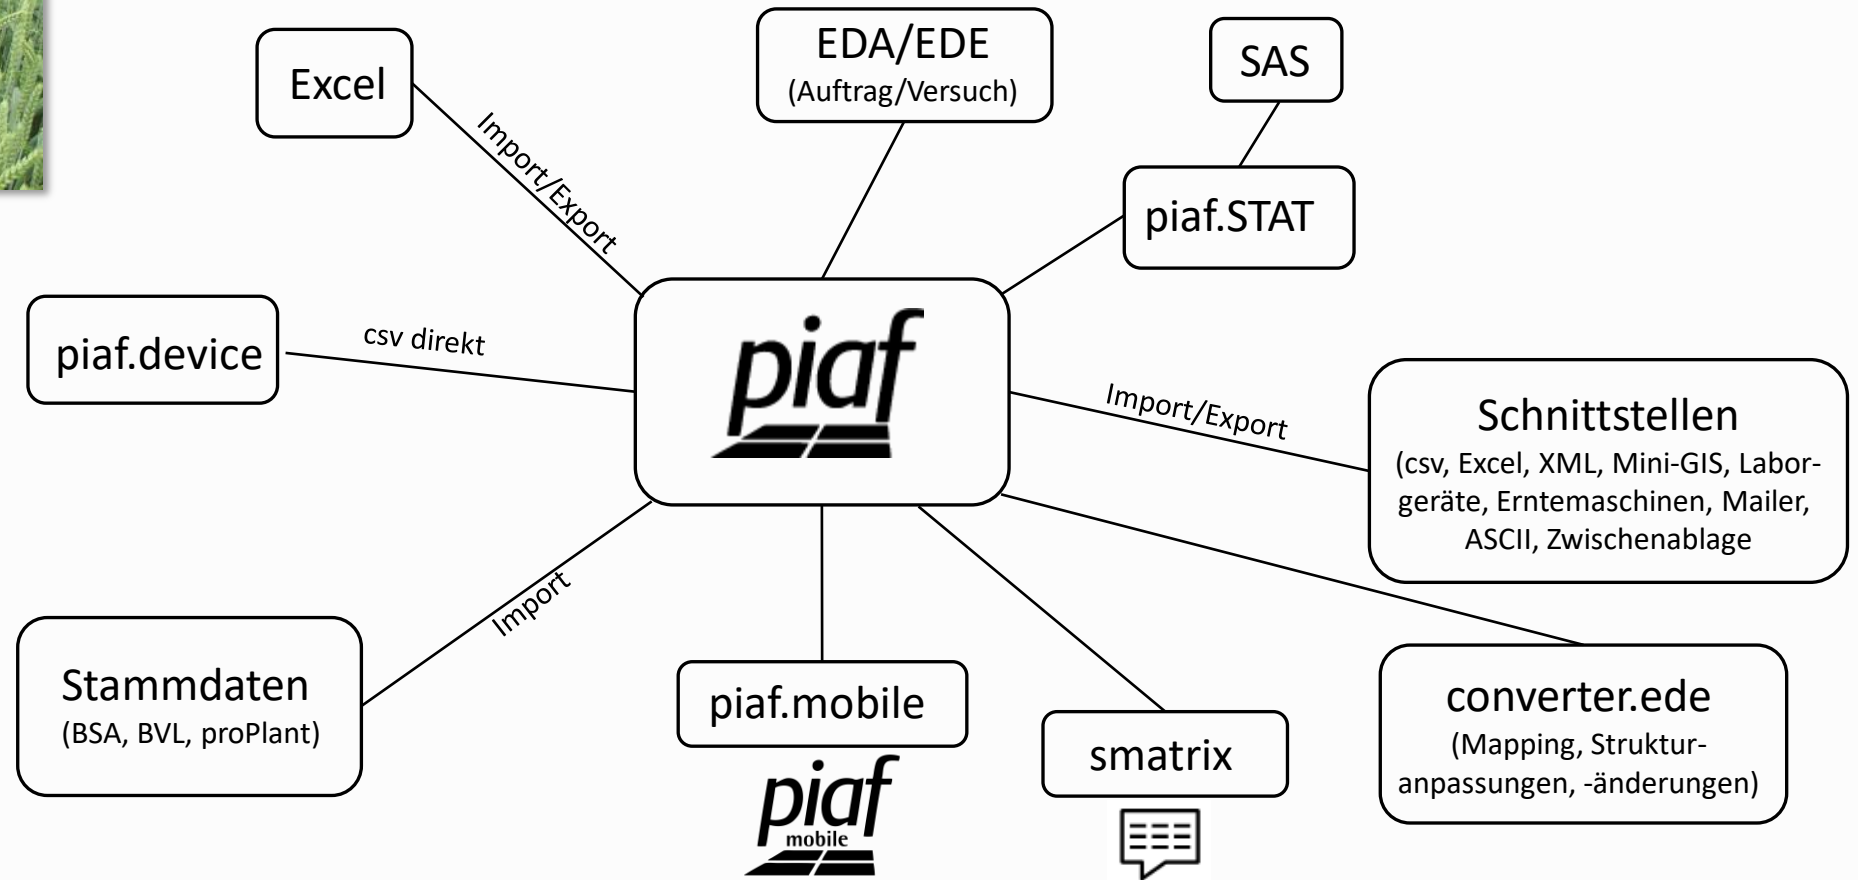 EDA/EDE
(Auftrag/Versuch)
SAS
Excel
Import/Export
piaf.STAT
piaf.device
csv direkt
piaf
Import/Export
Schnittstellen
(csv, Excel, XML, Mini-GIS, Labor-
geräte, Erntemaschinen, Mailer,
ASCII, Zwischenablage
Import
Stammdaten
(BSA, BVL, proPlant)
piaf.mobile
piaf
mobile
smatrix
converter.ede
(Mapping, Struktur-
anpassungen, -änderungen)